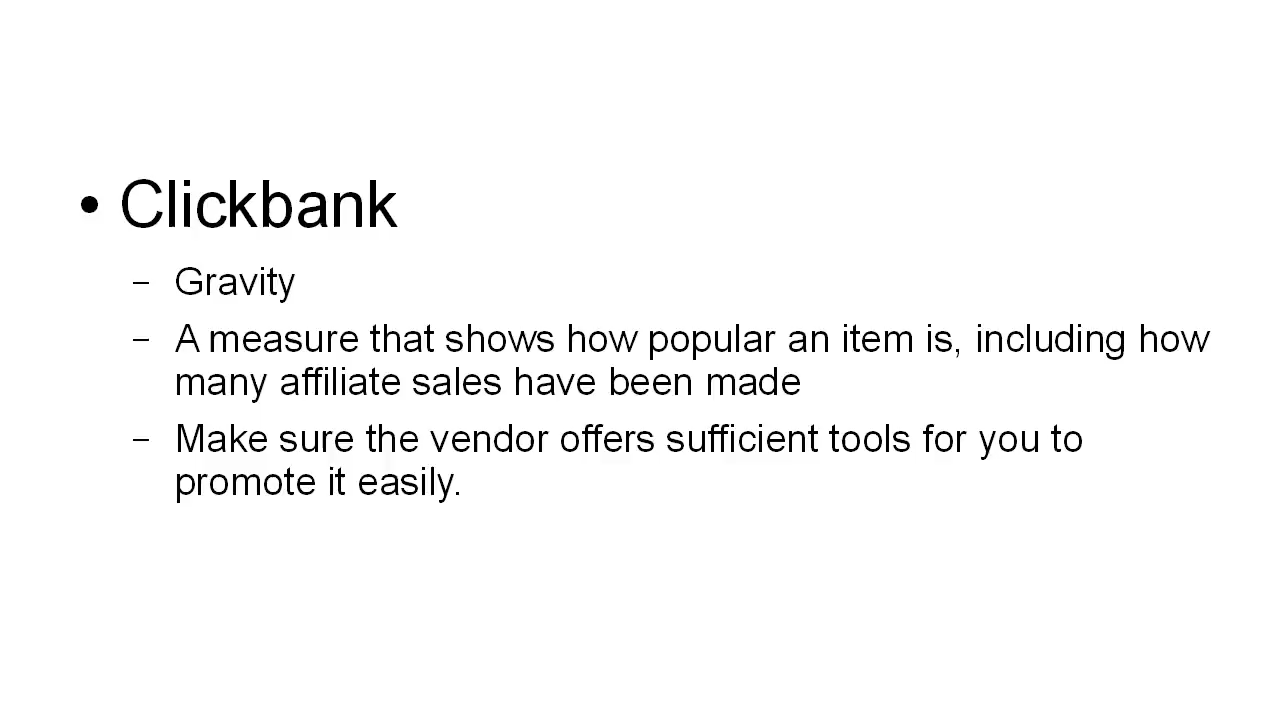 • Clickbank
– Gravity
– A measure that shows how popular an item is, including how
many affiliate sales have been made
– Make sure the vendor offers sufficient tools for you to
promote it easily.